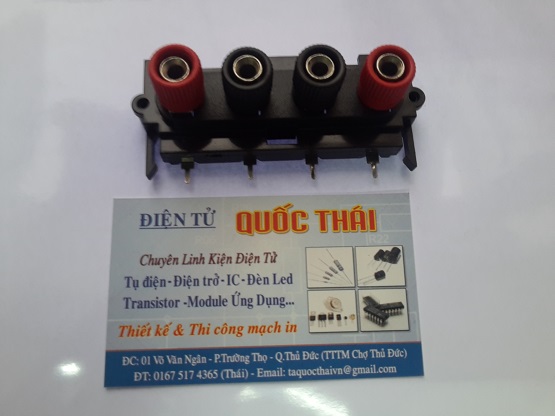 ĐIỆN TỬ QUỐC THÁI
Chuyên Linh Kiện Điện Tử
Tụ điện - Điện trở - IC - Đèn Led
Transistor - Module Ứng Dụng...
Thiết kế & Thi công mạch in
ĐC: 01 Võ Văn Ngân - P.Trường Thọ - Q.Thủ Đức (TTTM Chợ Thủ Đức)
ĐT: 0167 517 4365 (Thái) - Email: taquocthaivn@gmail.com